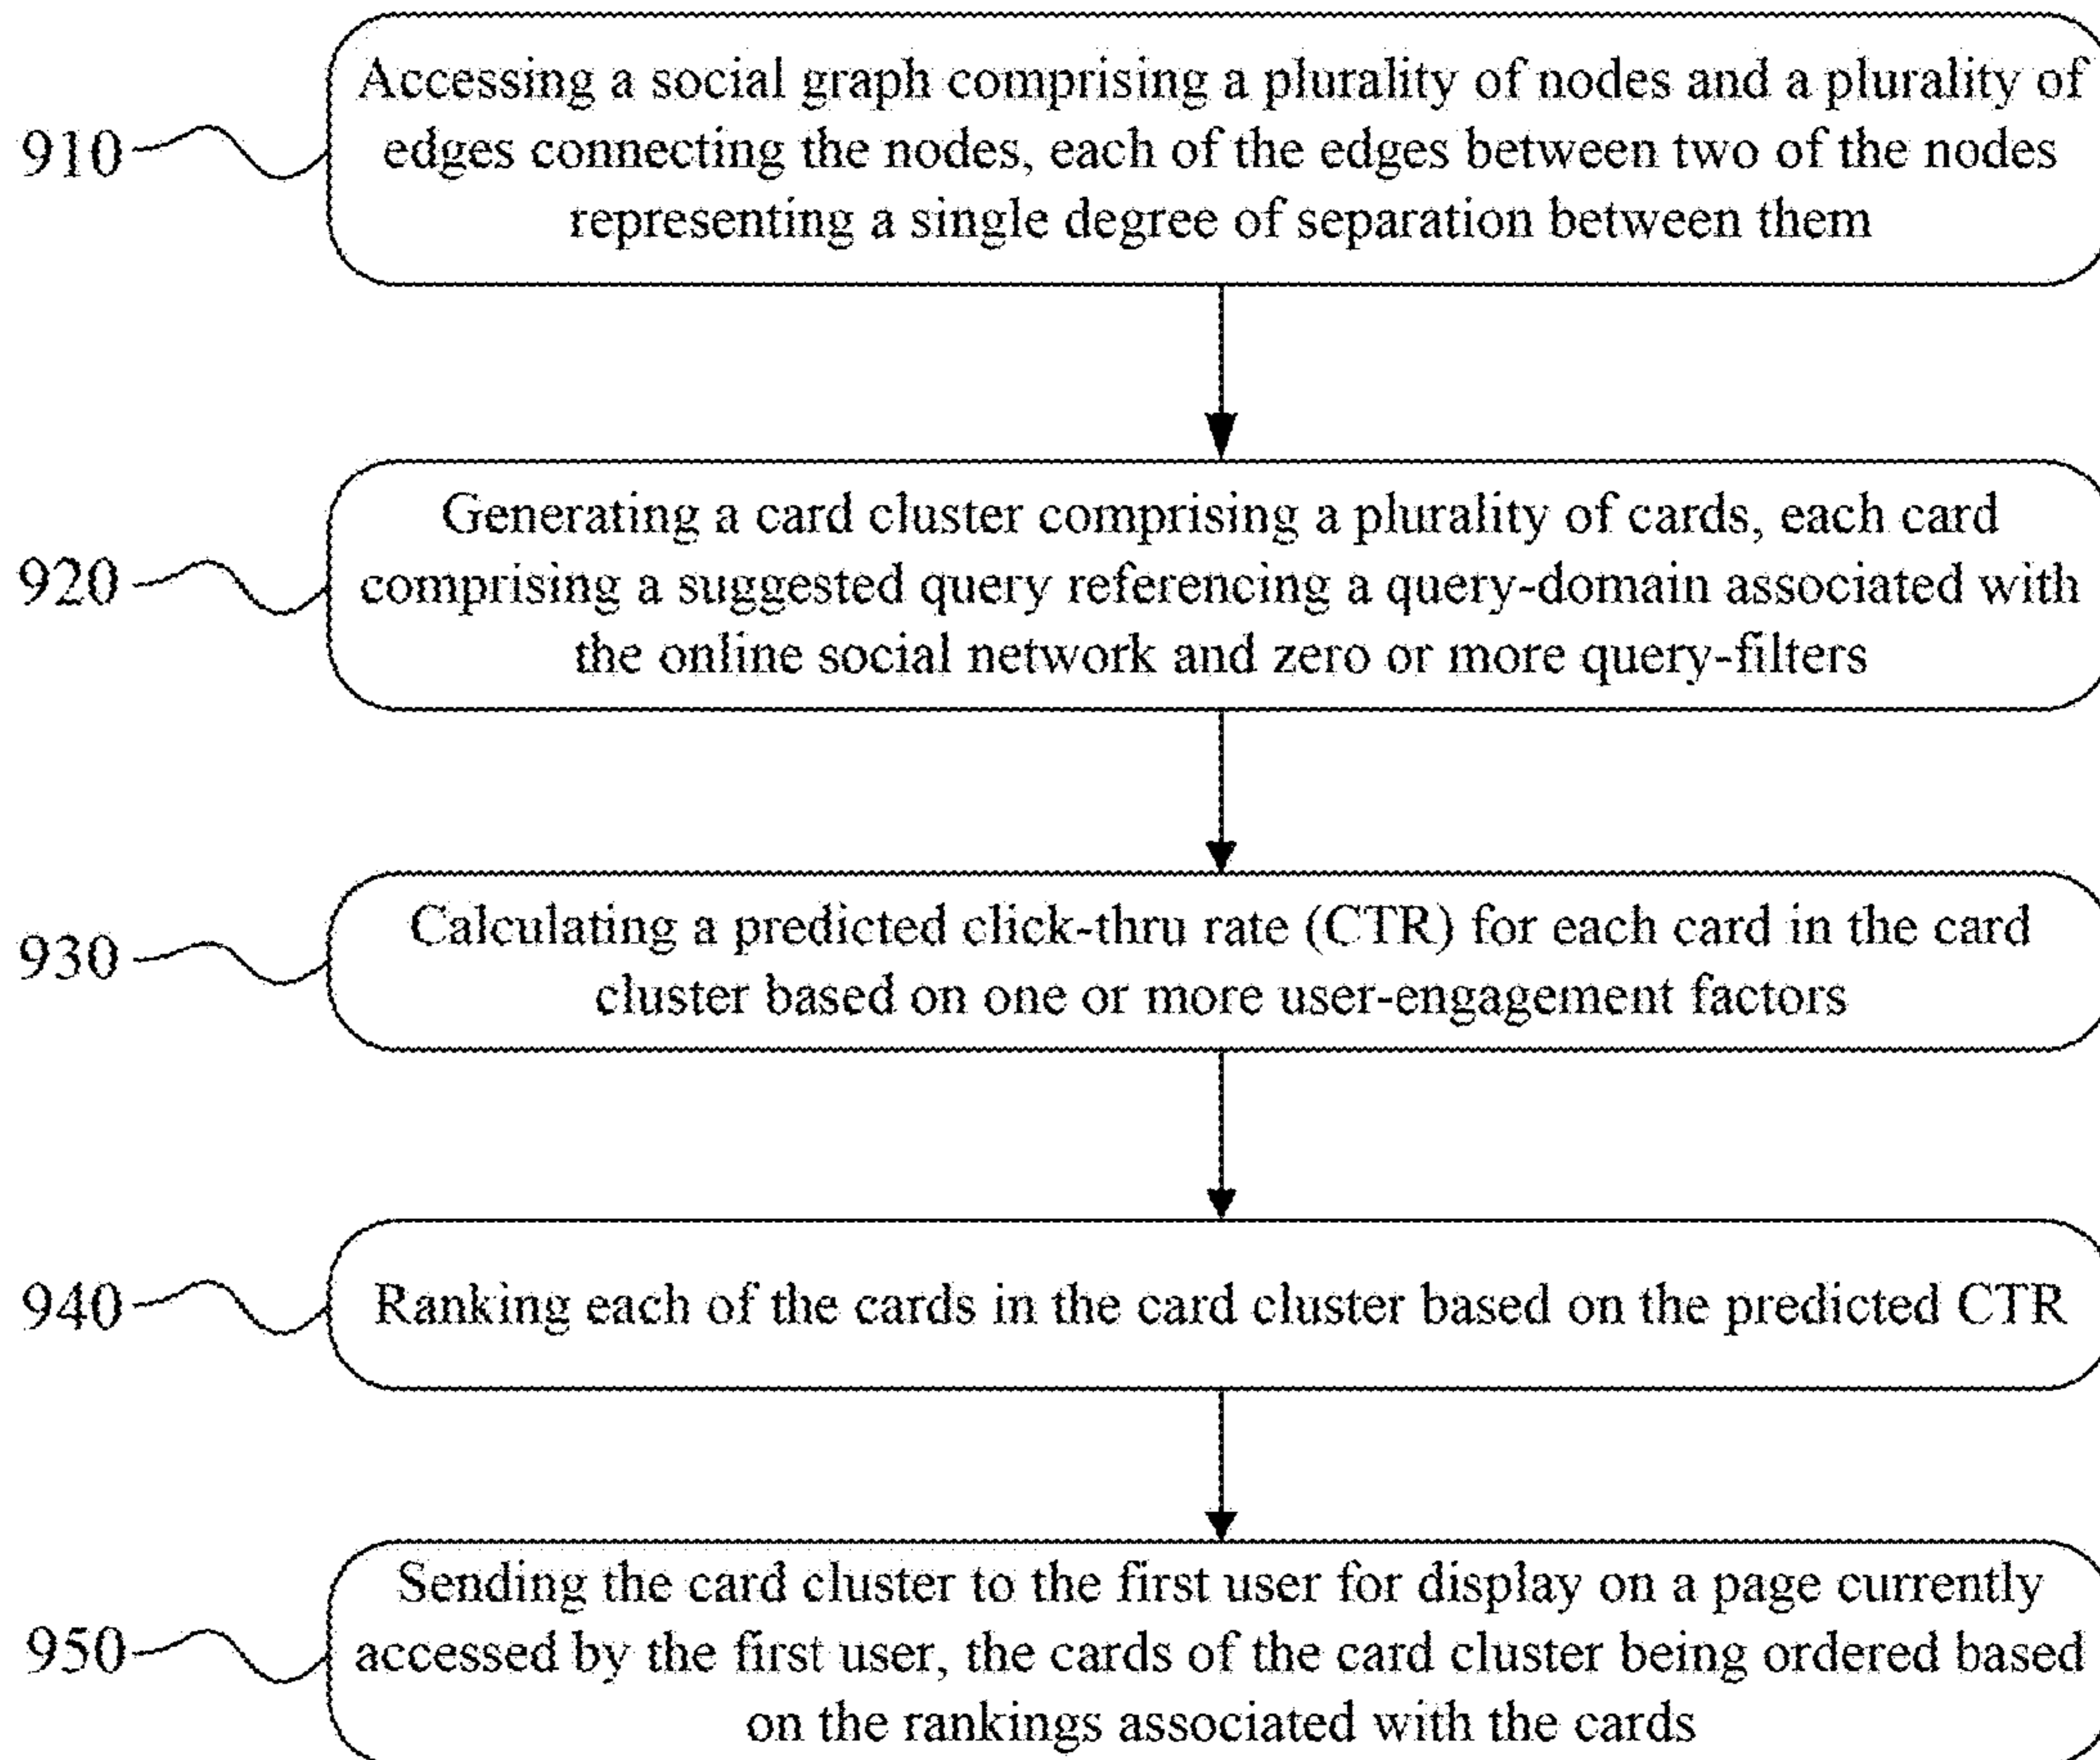 Accessing a social graph comprising a plurality of nodes and a plurality of
910
edges connecting the nodes, each of the edges between two of the nodes
representing a single degree of separation between them
Generating a card cluster comprising a plurality of cards, each card
920
comprising a suggested query referencing a query-domain associated with
the online social network and zero or more query-filters
Calculating a predicted click-thru rate (CTR) for each card in the card
930
cluster based on one or more user-engagement factors
940
Ranking each of the cards in the card cluster based on the predicted CTR
Sending the card cluster to the first user for display on a page currently
950
accessed by the first user, the cards of the card cluster being ordered based
on the rankings associated with the cards